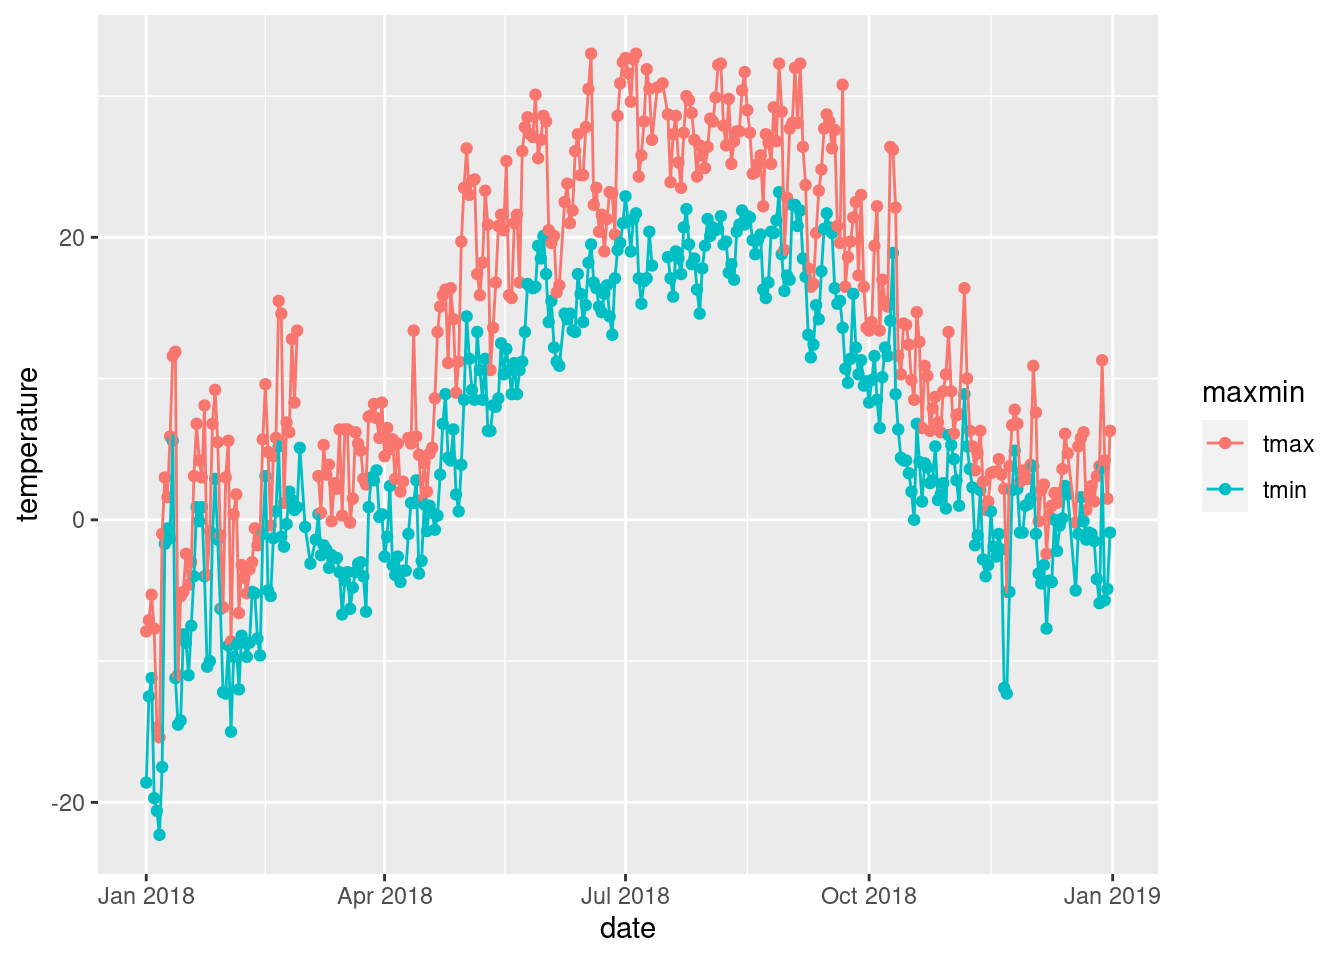 temperature
20
0
-20
Jan 2018
Apr 2018
Jul 2018
Oct 2018
Jan 2019
date
maxmin
tmax
tmin